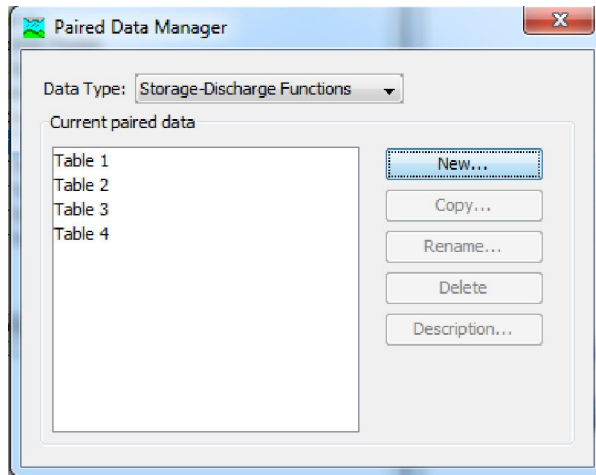 Paired Data Manager
Data Type: Storage-Discharge Functions
Current paired data
Table 1
Table 2
Table 3
Table 4
New...
Copy...
Rename...
Delete
Description...